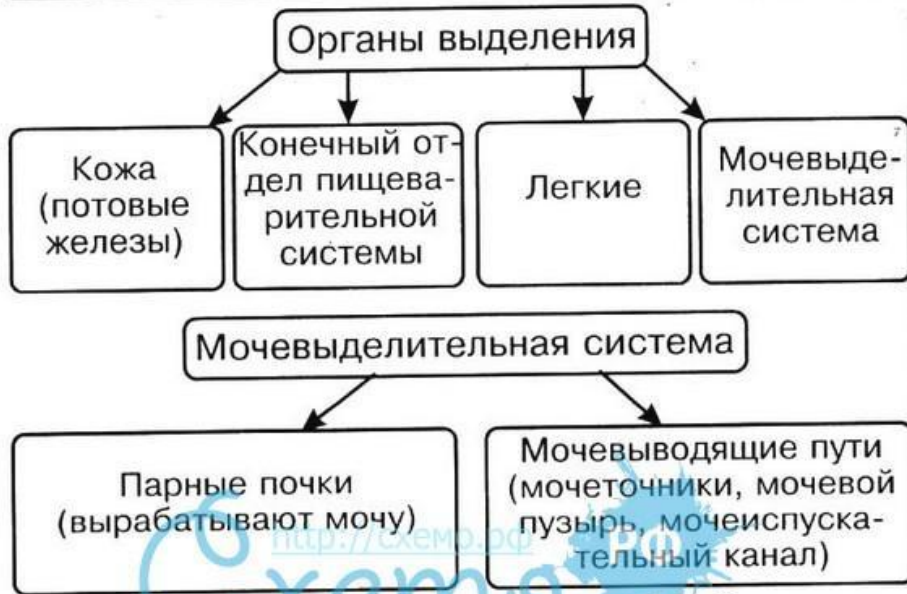 Органы выделения
Кожа
(потовые
железы)
Конечный от-
дел пищева-
рительной
системы
Легкие
Мочевыде-
лительная
система
Мочевыделительная система
Парные почки
(вырабатывают мочу)
Мочевыводящие пути
(мочеточники, мочевой
пузырь, мочеиспуска-
тельный канал)
http://схемо.рф
РФ